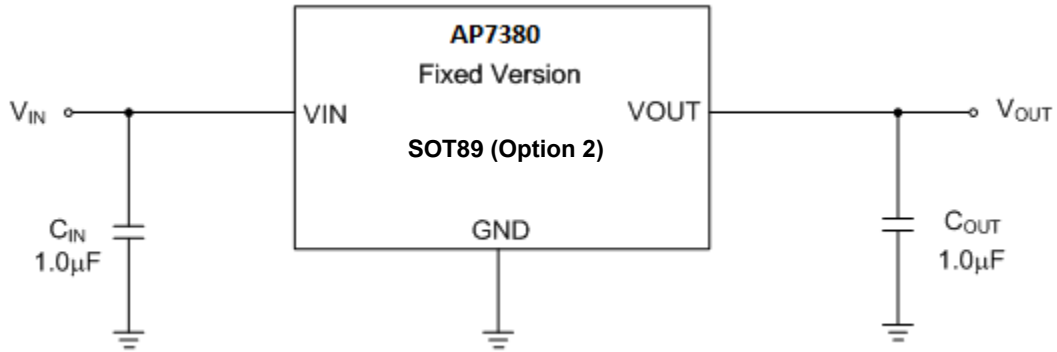 AP7380
Fixed Version
VIN
VIN
VOUT
VOUT
SOT89 (Option 2)
CIN
1.0μF
GND
COUT
1.0μF